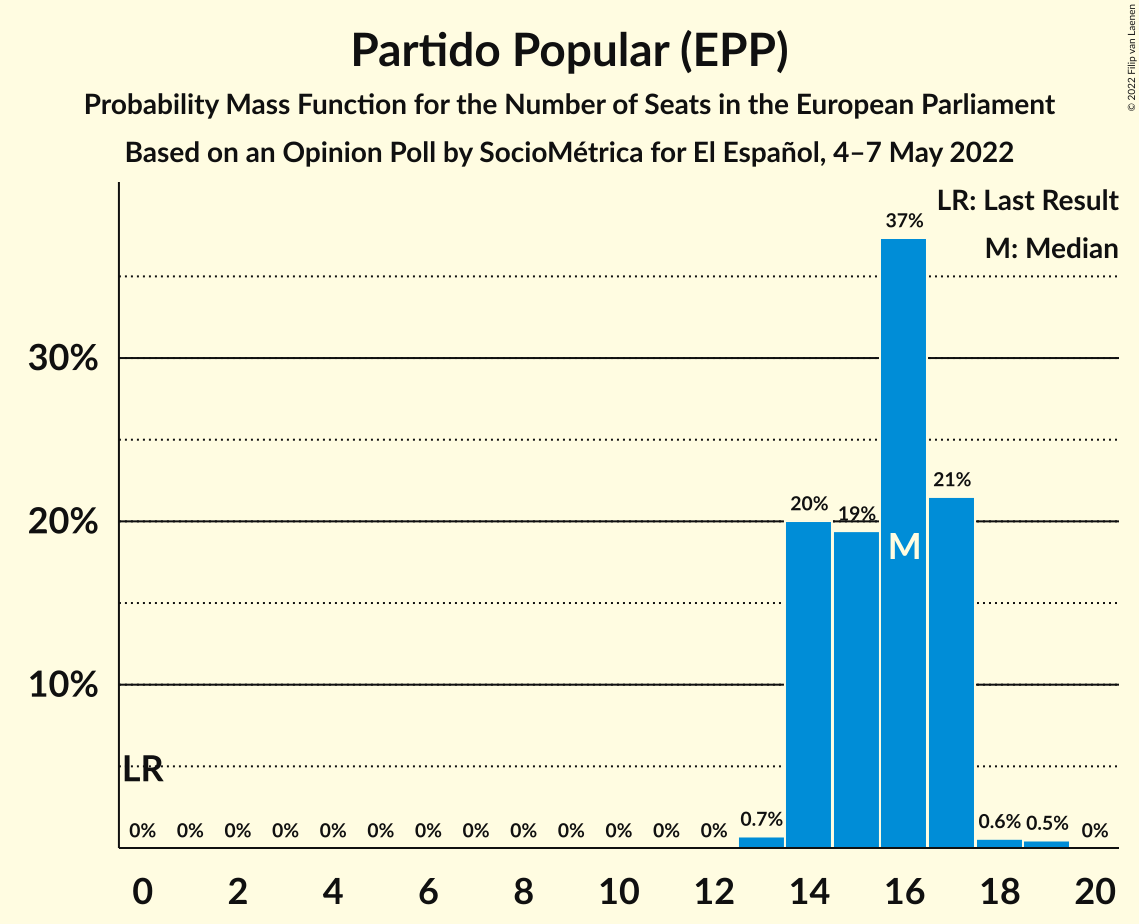 Partido Popular (EPP)
Probability Mass Function for the Number of Seats in the European Parliament
Based on an Opinion Poll by SocioMétrica for El Español, 4–7 May 2022
© 2022 Filip van Laenen
LR: Last Result
M: Median
37%
30%
21%
20%
19%
20%
M
10%
LR
0% 0% 0% 0% 0% 0% 0% 0% 0% 0% 0% 0% 0% 0.7% 0.6% 0.5% 0%
0 2 4 6 8 10 12 14 16 18 20